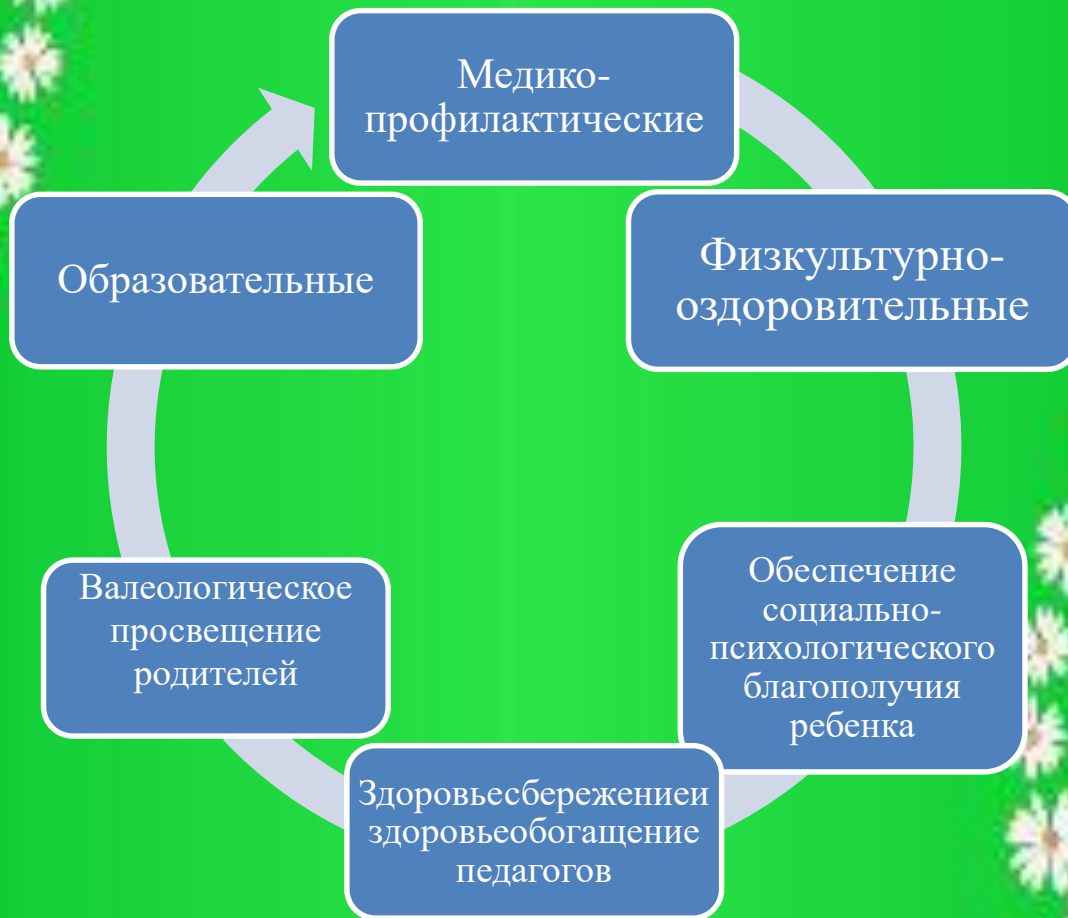 Медико-
профилактические
Физкультурно-
оздоровительные
Обеспечение
социально-
психологического
благополучия
ребенка
Здоровьесбережениеи
здоровьеобогащение
педагогов
Валеологическое
просвещение
родителей
Образовательные